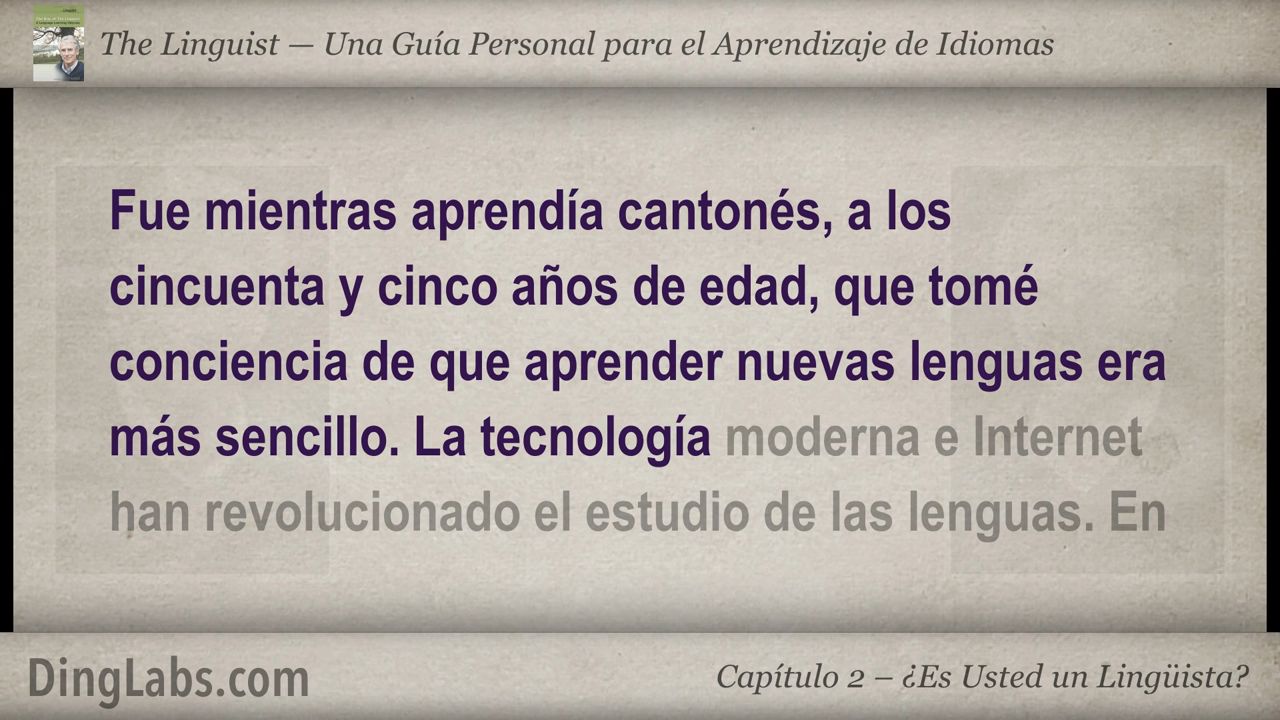 The Linguist — Una Guía Personal para el Aprendizaje de Idiomas
Fue mientras aprendía cantonés, a los
cincuenta y cinco años de edad, que tomé
conciencia de que aprender nuevas lenguas era
más sencillo. La tecnología moderna e Internet
han revolucionado el estudio de las lenguas. En
DingLabs.com
Capítulo 2 – ¿Es Usted un Lingüista?